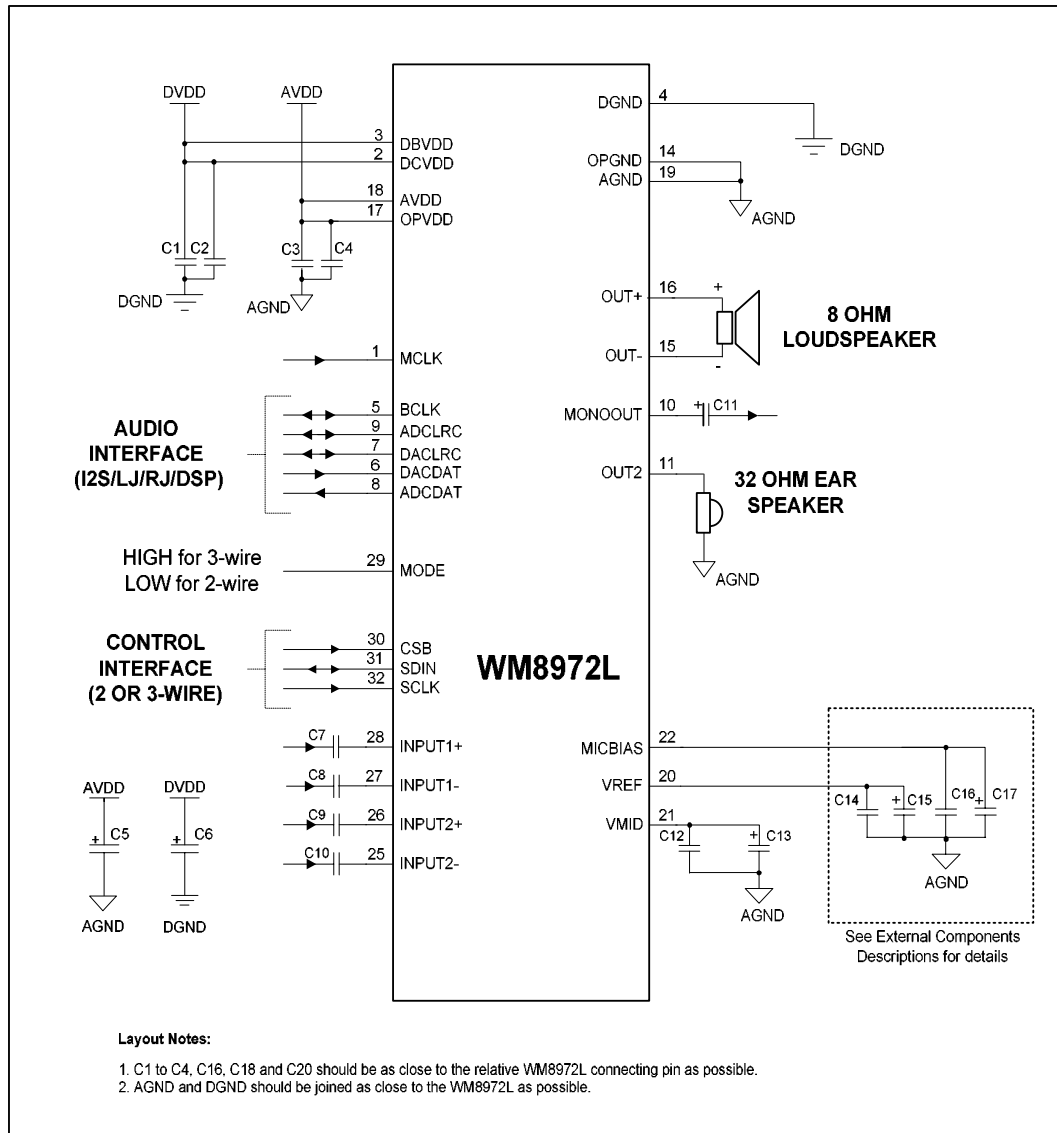 DVDD
AVDD
3
DBVDD
2
DCVDD
18
AVDD
17
OPVDD
C1
C2
C3
C4
DGND
AGND
DGND
4
DGND
OPGND
14
AGND
19
AGND
OUT+
16
+
8 OHM
LOUDSPEAKER
OUT-
15
-
1
MCLK
AUDIO
INTERFACE
(I2S/LJ/RJ/DSP)
5
BCLK
9
ADCLRC
7
DACLRC
6
DACDAT
8
ADCDAT
MONOOUT
10
+
C11
OUT2
11
32 OHM EAR
SPEAKER
AGND
HIGH for 3-wire
LOW for 2-wire
29
MODE
CONTROL
INTERFACE
(2 OR 3-WIRE)
30
CSB
31
SDIN
32
SCLK
WM8972L
C7
28
INPUT1+
C8
27
INPUT1-
C9
26
INPUT2+
C10
25
INPUT2-
AVDD
+
C5
AGND
DVDD
+
C6
DGND
MICBIAS
22
VREF
20
VMID
21
C12
+
C13
AGND
C14
+
C15
C16
+
C17
AGND
See External Components
Descriptions for details
Layout Notes:
1. C1 to C4, C16, C18 and C20 should be as close to the relative WM8972L connecting pin as possible.
2. AGND and DGND should be joined as close to the WM8972L as possible.